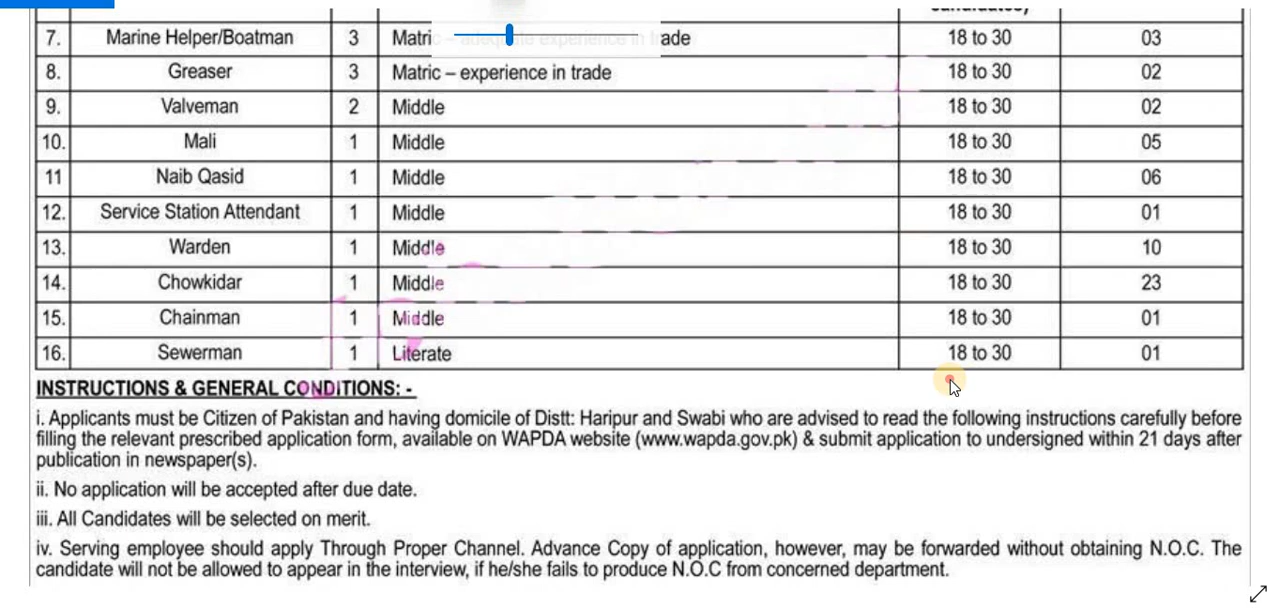 candidates)
7. Marine Helper/Boatman 3 Matric – adequate experience in trade 18 to 30 03
8. Greaser 3 Matric – experience in trade 18 to 30 02
9. Valveman 2 Middle 18 to 30 02
10. Mali 1 Middle 18 to 30 05
11 Naib Qasid 1 Middle 18 to 30 06
12. Service Station Attendant 1 Middle 18 to 30 01
13. Warden 1 Middle 18 to 30 10
14. Chowkidar 1 Middle 18 to 30 23
15. Chainman 1 Middle 18 to 30 01
16. Sewerman 1 Literate 18 to 30 01
INSTRUCTIONS & GENERAL CONDITIONS: -
i. Applicants must be Citizen of Pakistan and having domicile of Distt: Haripur and Swabi who are advised to read the following instructions carefully before
filling the relevant prescribed application form, available on WAPDA website (www.wapda.gov.pk) & submit application to undersigned within 21 days after
publication in newspaper(s).
ii. No application will be accepted after due date.
iii. All Candidates will be selected on merit.
iv. Serving employee should apply Through Proper Channel. Advance Copy of application, however, may be forwarded without obtaining N.O.C. The
candidate will not be allowed to appear in the interview, if he/she fails to produce N.O.C from concerned department.